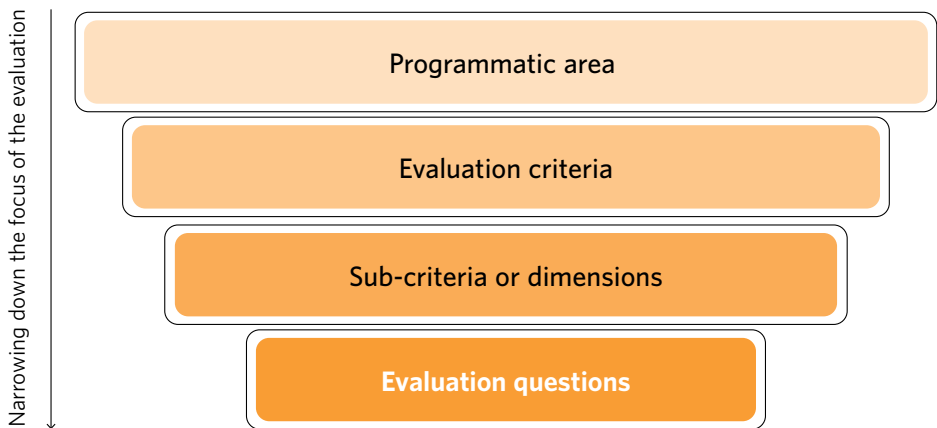 Narrowing down the focus of the evaluation
Programmatic area
Evaluation criteria
Sub-criteria or dimensions
Evaluation questions